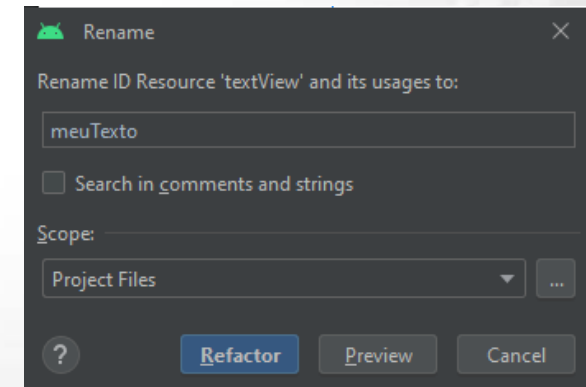 Rename
Rename ID Resource 'textView' and its usages to:
meuTexto
Search in comments and strings
Scope:
Project Files
...
? Refactor Preview Cancel